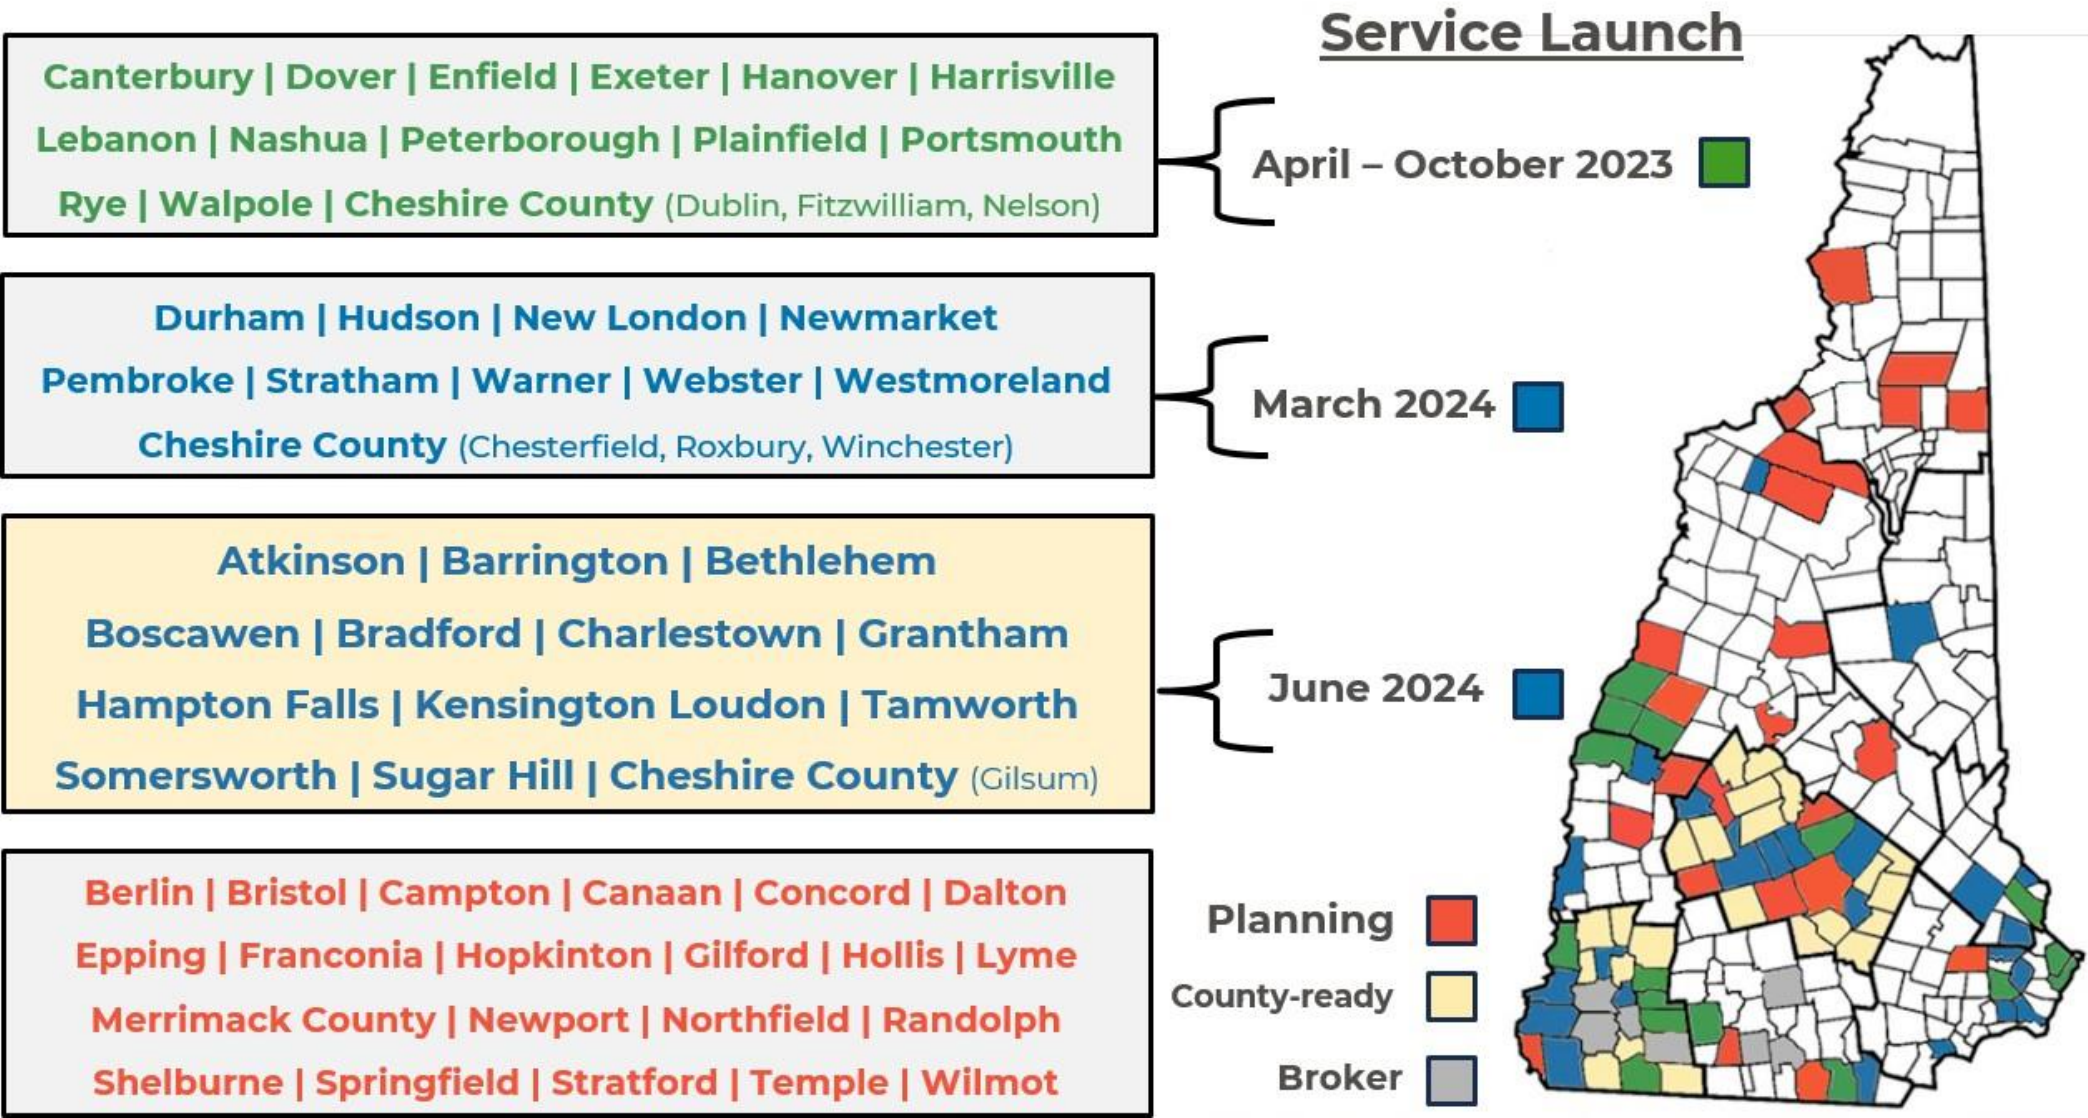 Service Launch
Canterbury | Dover | Enfield | Exeter | Hanover | Harrisville
Lebanon | Nashua | Peterborough | Plainfield | Portsmouth
Rye | Walpole | Cheshire County (Dublin, Fitzwilliam, Nelson)
April – October 2023
Durham | Hudson | New London | Newmarket
Pembroke | Stratham | Warner | Webster | Westmoreland
Cheshire County (Chesterfield, Roxbury, Winchester)
March 2024
Atkinson | Barrington | Bethlehem
Boscawen | Bradford | Charlestown | Grantham
Hampton Falls | Kensington Loudon | Tamworth
Somersworth | Sugar Hill | Cheshire County (Gilsum)
June 2024
Berlin | Bristol | Campton | Canaan | Concord | Dalton
Epping | Franconia | Hopkinton | Gilford | Hollis | Lyme
Merrimack County | Newport | Northfield | Randolph
Shelburne | Springfield | Stratford | Temple | Wilmot
Planning
County-ready
Broker